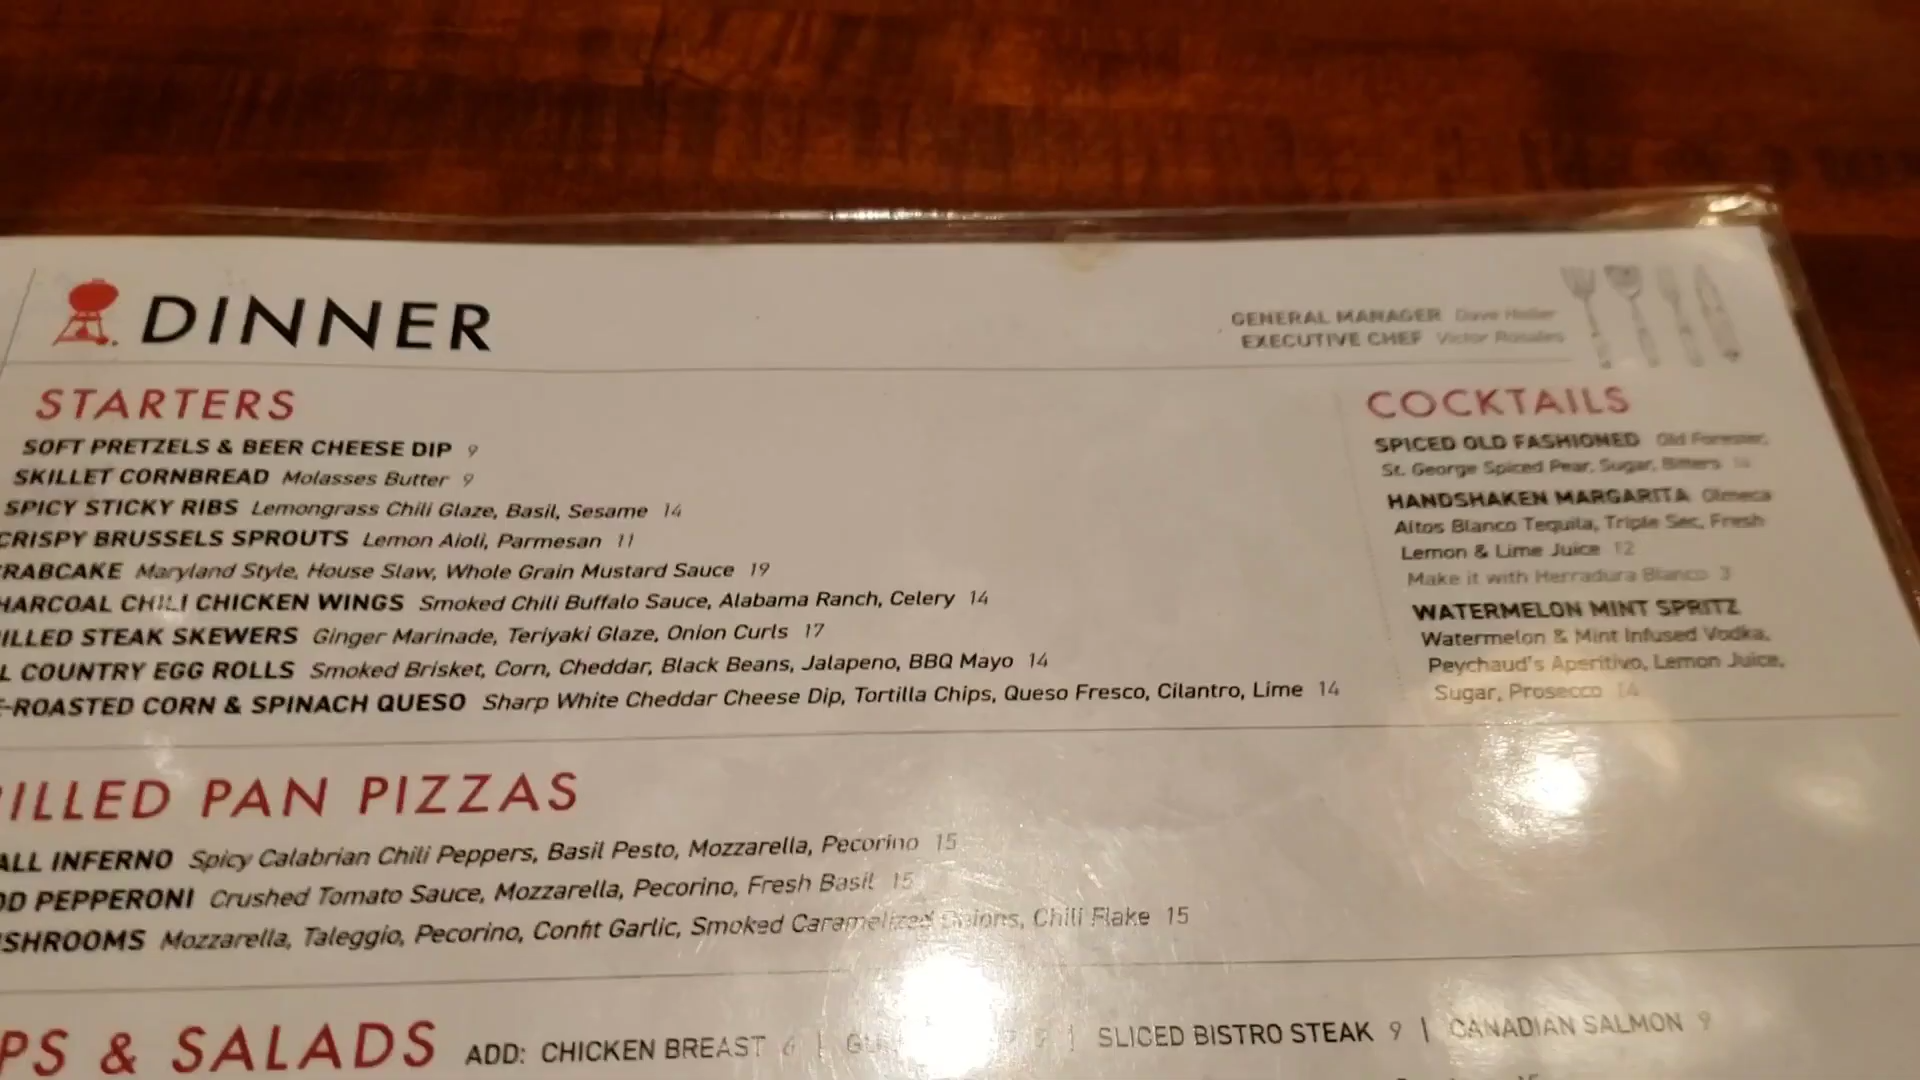 DINNER
GENERAL MANAGER Dave
EXECUTIVE CHEF Victor Rosales
STARTERS
SOFT PRETZELS & BEER CHEESE DIP 9
SKILLET CORNBREAD Molasses Butter 9
SPICY STICKY RIBS Lemongrass Chili Glaze, Basil, Sesame 14
CRISPY BRUSSELS SPROUTS Lemon Aioli, Parmesan 11
RABCAKE Maryland Style, House Slaw, Whole Grain Mustard Sauce 19
HARCOAL CHILI CHICKEN WINGS Smoked Chili Buffalo Sauce, Alabama Ranch, Celery 14
ILLED STEAK SKEWERS Ginger Marinade, Teriyaki Glaze, Onion Curls 17
L COUNTRY EGG ROLLS Smoked Brisket, Corn, Cheddar, Black Beans, Jalapeno, BBQ Mayo 14
-ROASTED CORN & SPINACH QUESO Sharp White Cheddar Cheese Dip, Tortilla Chips, Queso Fresco, Cilantro, Lime 14
COCKTAILS
SPICED OLD FASHIONED Old Forester,
St. George Spiced Pear, Sugar, Bitters
HANDSHAKEN MARGARITA Olmeca
Altos Blanco Tequila, Triple Sec, Fresh
Lemon & Lime Juice 12
Make it with Herradura Blanco 3
WATERMELON MINT SPRITZ
Watermelon & Mint Infused Vodka,
Peychaud's Aperitivo, Lemon Juice,
Sugar, Prosecco 14
ILLED PAN PIZZAS
ALL INFERNO Spicy Calabrian Chili Peppers, Basil Pesto, Mozzarella, Pecorino 15
OD PEPPERONI Crushed Tomato Sauce, Mozzarella, Pecorino, Fresh Basil 15
SHROOMS Mozzarella, Taleggio, Pecorino, Confit Garlic, Smoked Caramelized Onions, Chili Flake 15
PS & SALADS ADD: CHICKEN BREAST 6 | | SLICED BISTRO STEAK 9 | CANADIAN SALMON 9